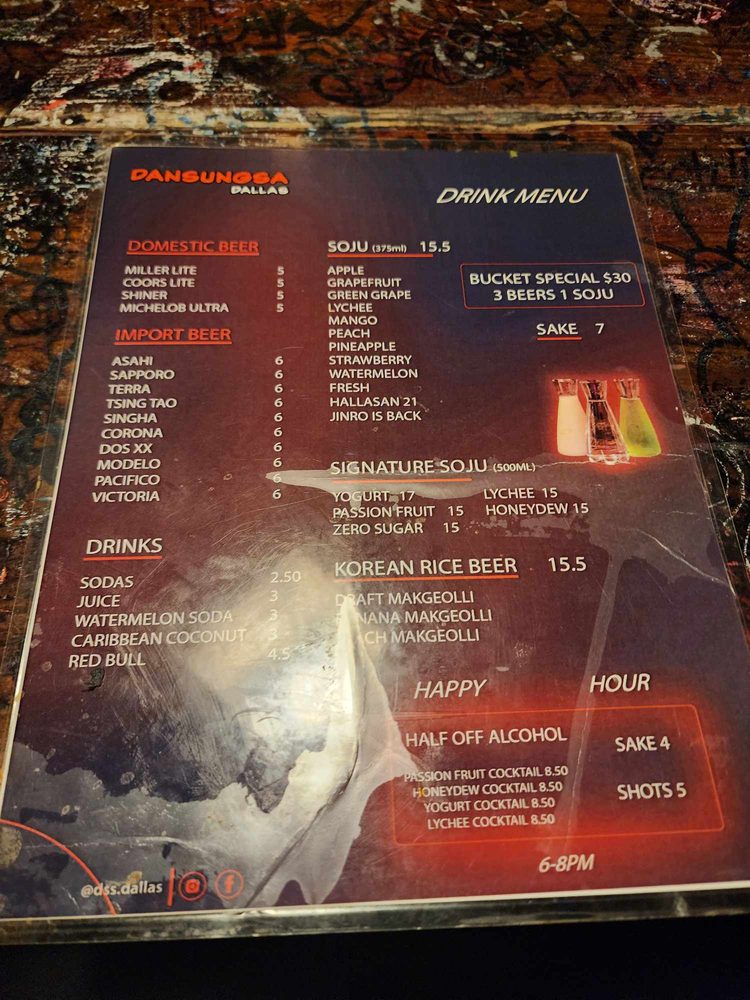 DANSUNGSA
DALLAS
DRINK MENU
DOMESTIC BEER
MILLER LITE 5
COORS LITE 5
SHINER 5
MICHELOB ULTRA 5
IMPORT BEER
ASAHI 6
SAPPORO 6
TERRA 6
TSING TAO 6
SINGHA 6
CORONA 6
DOS XX 6
MODELO 6
PACIFICO 6
VICTORIA 6
DRINKS
SODAS 2.50
JUICE 3
WATERMELON SODA 3
CARIBBEAN COCONUT 3
RED BULL 4.5
SOJU (375ml) 15.5
APPLE
GRAPEFRUIT
GREEN GRAPE
LYCHEE
MANGO
PEACH
PINEAPPLE
STRAWBERRY
WATERMELON
FRESH
HALLASAN 21
JINRO IS BACK
BUCKET SPECIAL $30
3 BEERS 1 SOJU
SAKE 7
SIGNATURE SOJU (500ML)
YOGURT 17 LYCHEE 15
PASSION FRUIT 15 HONEYDEW 15
ZERO SUGAR 15
KOREAN RICE BEER 15.5
DRAFT MAKGEOLLI
BANANA MAKGEOLLI
MAKGEOLLI
HAPPY HOUR
HALF OFF ALCOHOL
PASSION FRUIT COCKTAIL 8.50
HONEYDEW COCKTAIL 8.50
YOGURT COCKTAIL 8.50
LYCHEE COCKTAIL 8.50
SAKE 4
SHOTS 5
6-8PM
@dss.dallas